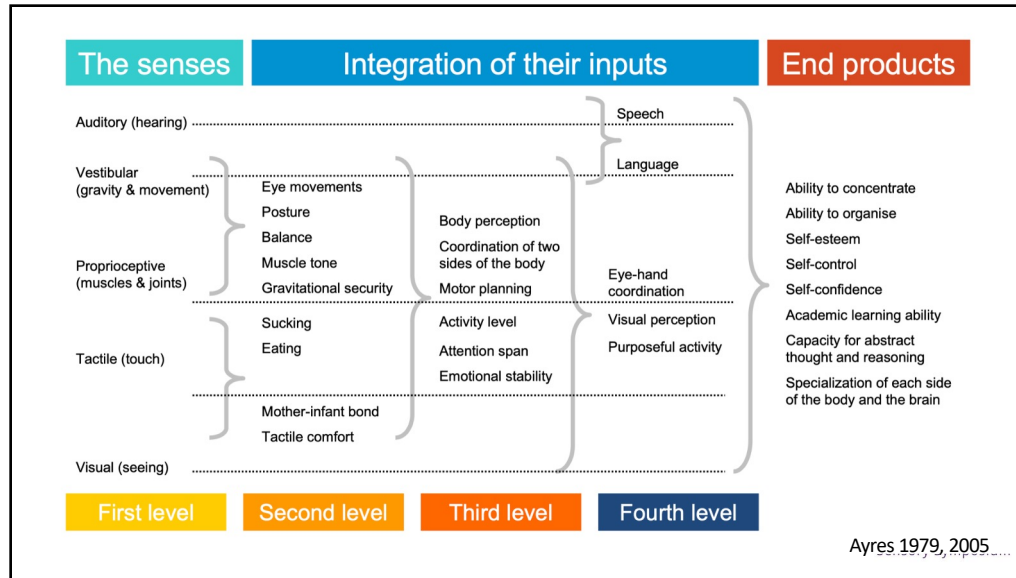 The senses
Integration of their inputs
End products
Auditory (hearing)
Vestibular
(gravity & movement)
Proprioceptive
(muscles & joints)
Tactile (touch)
Visual (seeing)
Eye movements
Posture
Balance
Muscle tone
Gravitational security
Sucking
Eating
Mother-infant bond
Tactile comfort
Body perception
Coordination of two
sides of the body
Motor planning
Activity level
Attention span
Emotional stability
Speech
Language
Eye-hand
coordination
Visual perception
Purposeful activity
Ability to concentrate
Ability to organise
Self-esteem
Self-control
Self-confidence
Academic learning ability
Capacity for abstract
thought and reasoning
Specialization of each side
of the body and the brain
First level
Second level
Third level
Fourth level
Ayres 1979, 2005